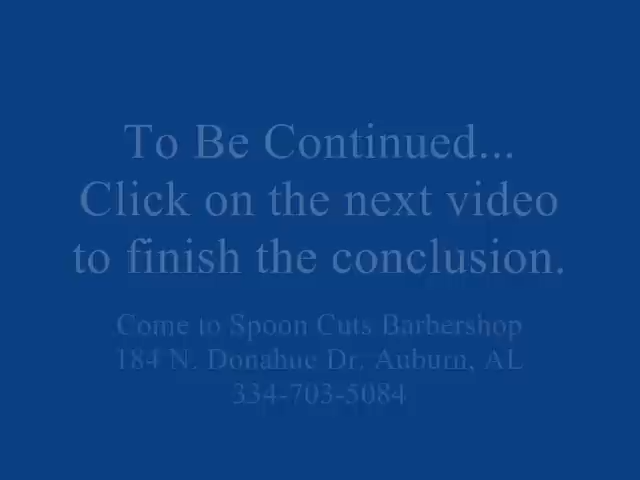 To Be Continued...
Click on the next video
to finish the conclusion.
Come to Spoon Cuts Barbershop
184 N. Donahue Dr. Auburn, AL
334-703-5084